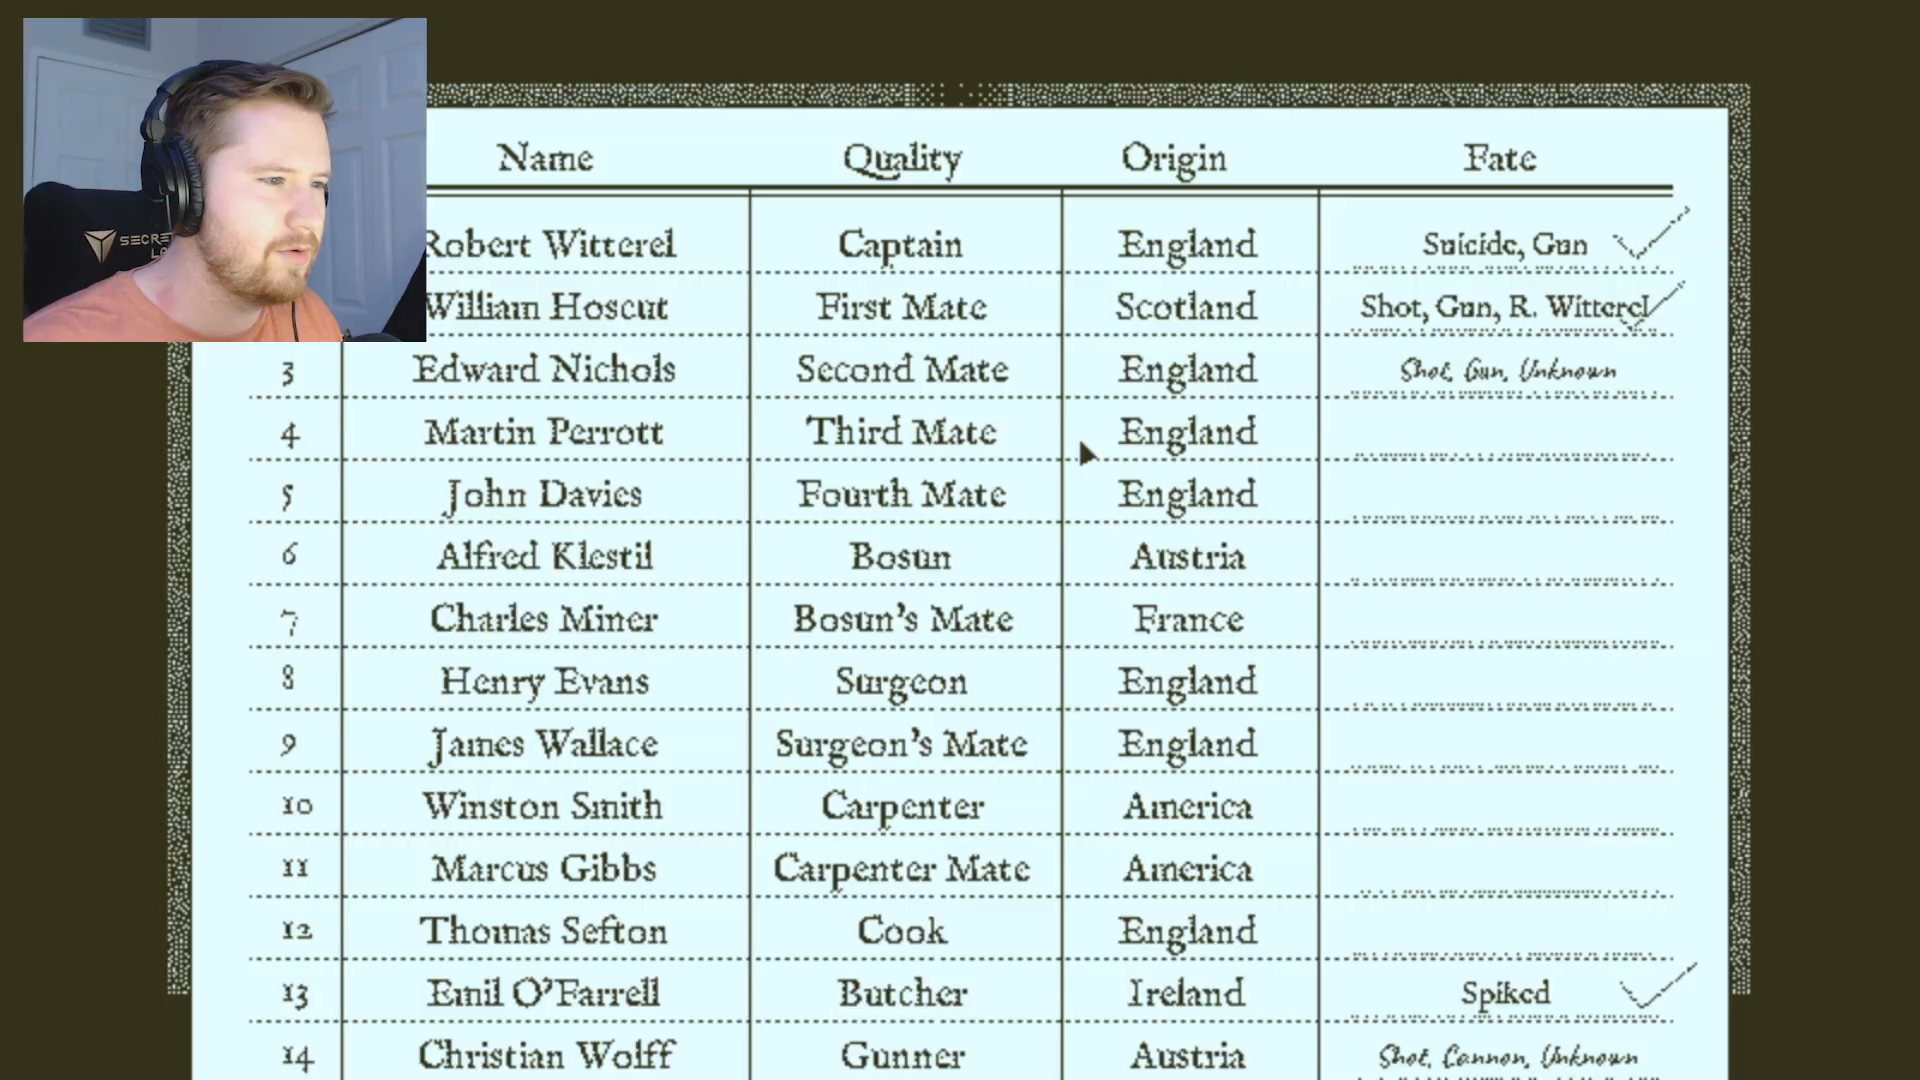 SECRET
LA
Name Quality Origin Fate
Robert Witterel Captain England Suicide, Gun
William Hoscut First Mate Scotland Shot, Gun, R. Witterel
3 Edward Nichols Second Mate England Shot, Gun, Unknown
4 Martin Perrott Third Mate England
5 John Davies Fourth Mate England
6 Alfred Klestil Bosun Austria
7 Charles Miner Bosun's Mate France
8 Henry Evans Surgeon England
9 James Wallace Surgeon's Mate England
10 Winston Smith Carpenter America
11 Marcus Gibbs Carpenter Mate America
12 Thomas Sefton Cook England
13 Emil O'Farrell Butcher Ireland Spiked
14 Christian Wolff Gunner Austria Shot, Cannon, Unknown